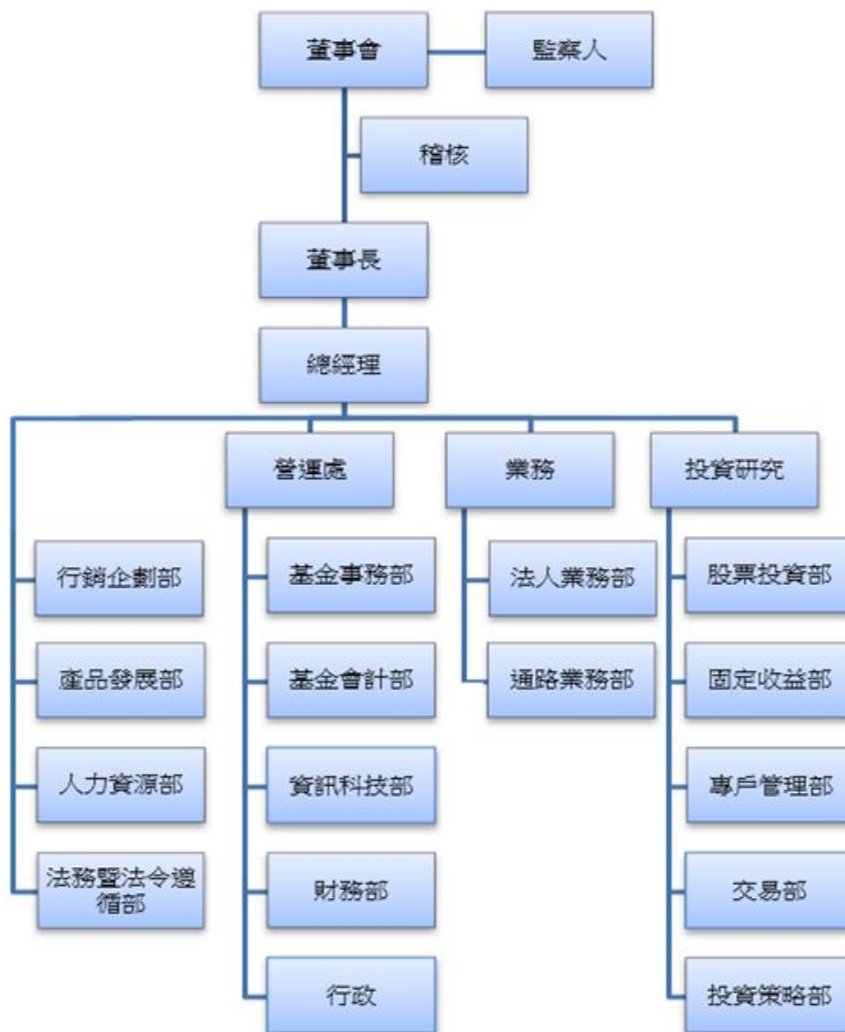 董事會
監察人
稽核
董事長
總經理
營運處
業務
投資研究
行銷企劃部
產品發展部
人力資源部
法務暨法令遵
循部
基金事務部
基金會計部
資訊科技部
財務部
行政
法人業務部
通路業務部
股票投資部
固定收益部
專戶管理部
交易部
投資策略部